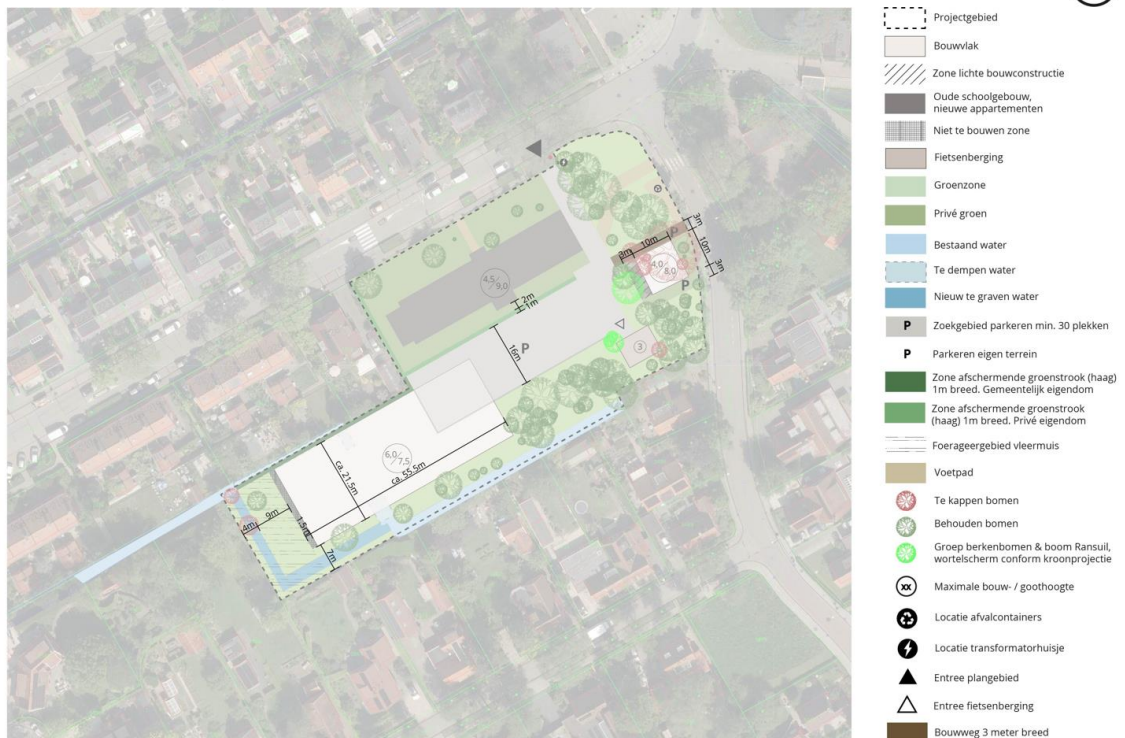 Projectgebied
Bouwvlak
Zone lichte bouwconstructie
Oude schoolgebouw,
nieuwe appartementen
Niet te bouwen zone
Fietsenberging
Groenzone
Privé groen
Bestaand water
Te dempen water
Nieuw te graven water
P Zoekgebied parkeren min. 30 plekken
P Parkeren eigen terrein
Zone afschermende groenstrook (haag)
1m breed. Gemeentelijk eigendom
Zone afschermende groenstrook
(haag) 1m breed. Privé eigendom
Foerageergebied vleermuis
Voetpad
Te kappen bomen
Behouden bomen
Groep berkenbomen & boom Ransuil,
wortelscherm conform kroonprojectie
xx Maximale bouw- / goothoogte
Locatie afvalcontainers
Locatie transformatorhuisje
Entree plangebied
Entree fietsenberging
Bouwweg 3 meter breed
P
3m
10m
3m
10m
3m
4,0
8,0
P
4,5
9,0
2m
1m
3
16m
P
6,0
7,5
ca. 21.5m
ca. 55.5m
9m
4m
1.5m
7m